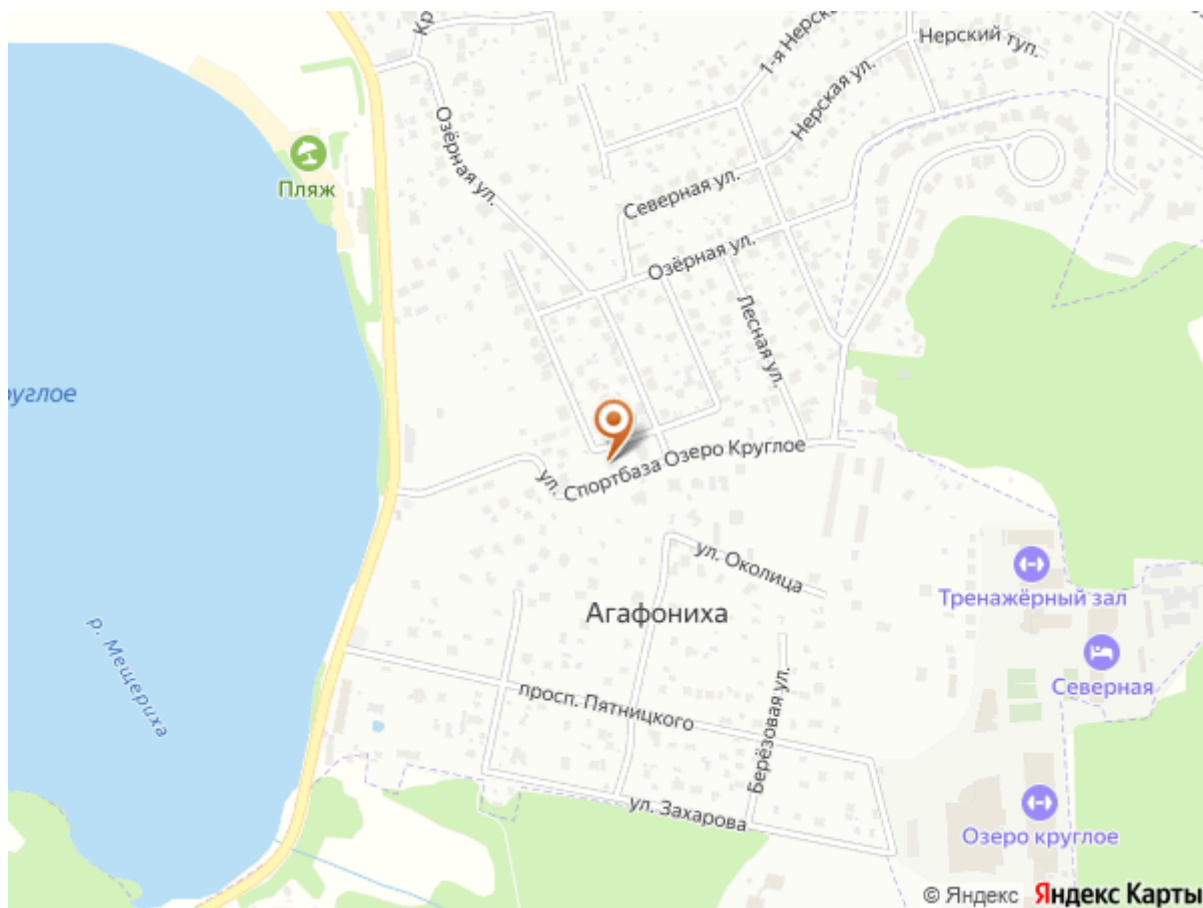 1-я Нерска
Нерский туп.
Нерская ул.
Озёрная ул.
Пляж
Северная ул.
Озёрная ул.
Лесная ул.
руглое
ул. Спортбаза Озеро Круглое
ул. Околица
Тренажёрный зал
Агафониха
р. Мещериха
Северная
просп. Пятницкого
Берёзовая ул.
ул. Захарова
Озеро круглое
© Яндекс Яндекс Карты